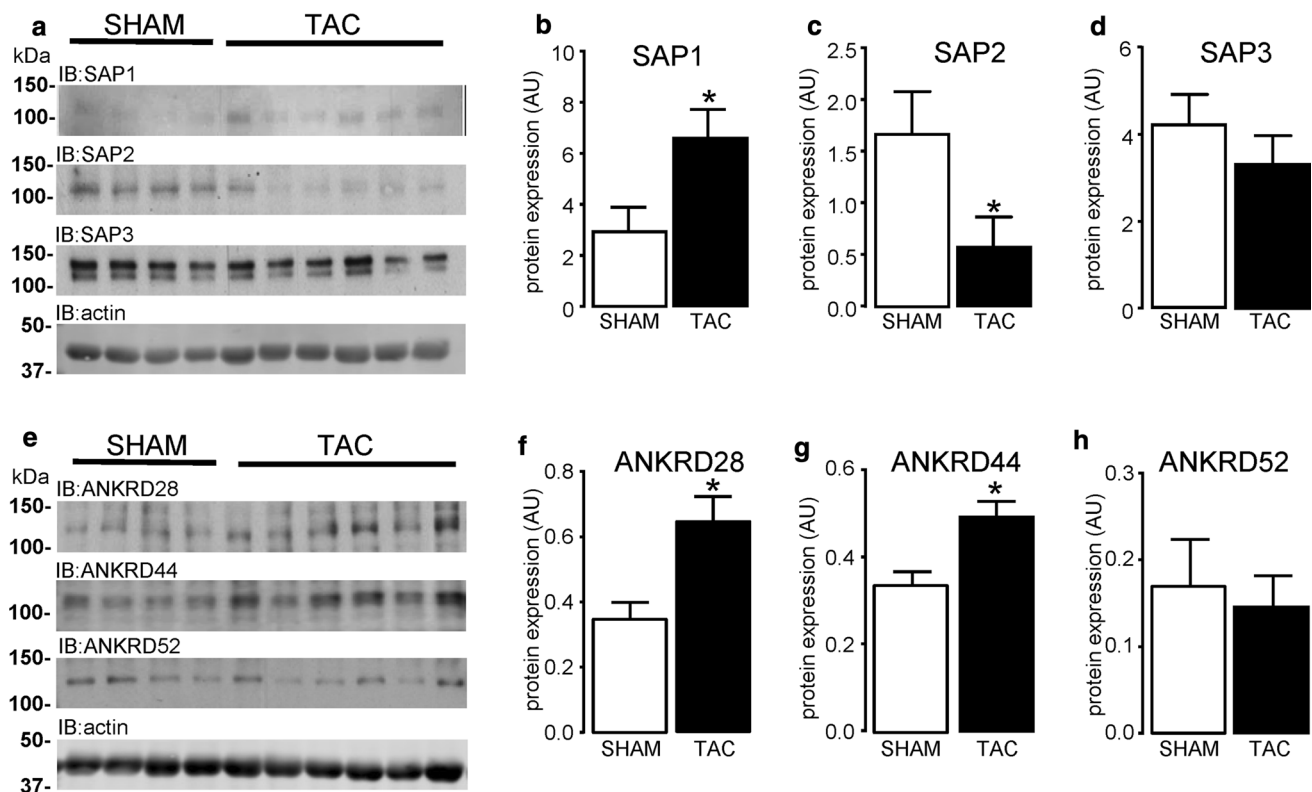 a
SHAM TAC
kDa
IB:SAP1
150-
100-
IB:SAP2
150-
100-
IB:SAP3
150-
100-
IB:actin
50-
37-
b
SAP1
protein expression (AU)
10
8
6
4
2
0
*
SHAM TAC
c
SAP2
protein expression (AU)
2.5
2.0
1.5
1.0
0.5
0.0
*
SHAM TAC
d
SAP3
protein expression (AU)
6
4
2
0
SHAM TAC
e
SHAM TAC
kDa
IB:ANKRD28
150-
100-
IB:ANKRD44
100-
IB:ANKRD52
150-
100-
IB:actin
50-
37-
f
ANKRD28
protein expression (AU)
0.8
0.6
0.4
0.2
0.0
*
SHAM TAC
g
ANKRD44
protein expression (AU)
0.6
0.4
0.2
0.0
*
SHAM TAC
h
ANKRD52
protein expression (AU)
0.3
0.2
0.1
0.0
SHAM TAC